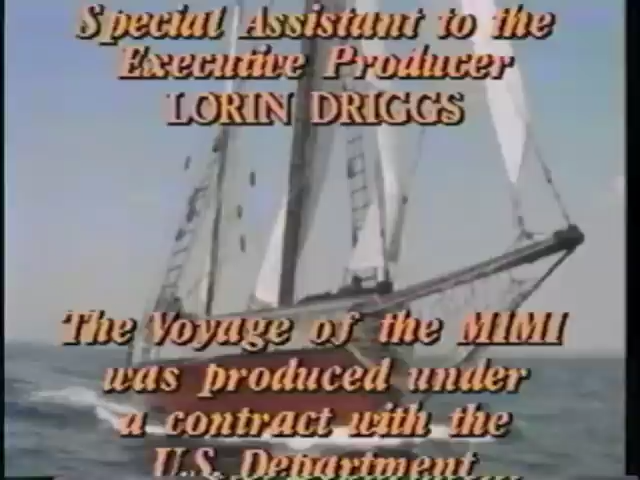 Special Assistant to the
Executive Producer
LORIN DRIGGS
The Voyage of the MIMI
was produced under
a contract with the
U.S. Department